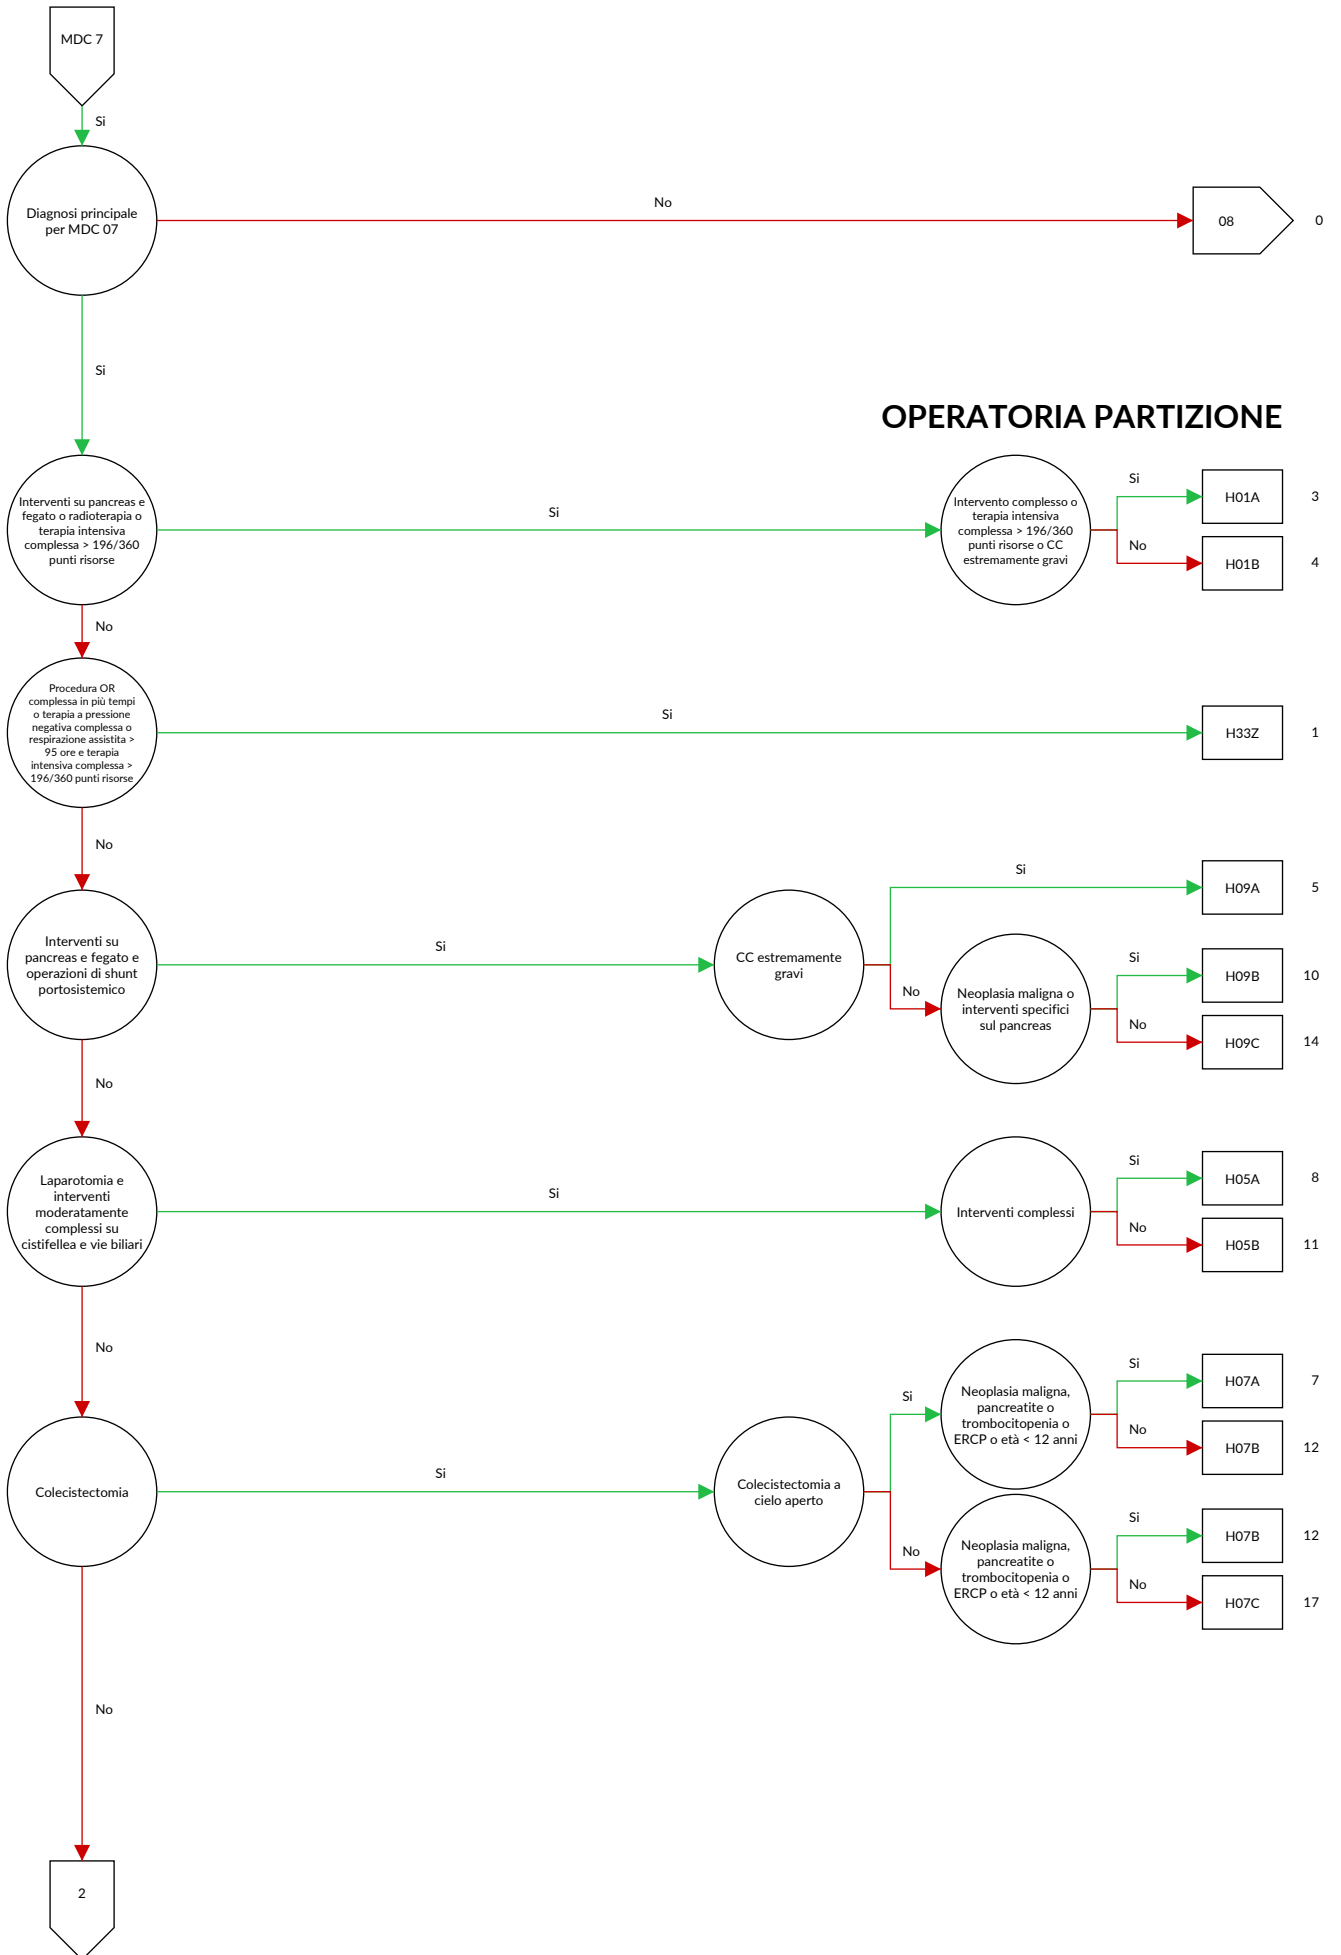 MDC 7
Si
Diagnosi principale
per MDC 07
No
08
0
Si
OPERATORIA PARTIZIONE
Interventi su pancreas e
fegato o radioterapia o
terapia intensiva
complessa > 196/360
punti risorse
Si
Intervento complesso o
terapia intensiva
complessa > 196/360
punti risorse o CC
estremamente gravi
Si
H01A
3
No
H01B
4
No
Procedura OR
complessa in più tempi
o terapia a pressione
negativa complessa o
respirazione assistita >
95 ore e terapia
intensiva complessa >
196/360 punti risorse
Si
H33Z
1
No
Interventi su
pancreas e fegato e
operazioni di shunt
portosistemico
Si
CC estremamente
gravi
Si
H09A
5
No
Neoplasia maligna o
interventi specifici
sul pancreas
Si
H09B
10
No
H09C
14
No
Laparotomia e
interventi
moderatamente
complessi su
cistifellea e vie biliari
Si
Interventi complessi
Si
H05A
8
No
H05B
11
No
Colecistectomia
Si
Colecistectomia a
cielo aperto
Si
Neoplasia maligna,
pancreatite o
trombocitopenia o
ERCP o età < 12 anni
Si
H07A
7
No
H07B
12
No
Neoplasia maligna,
pancreatite o
trombocitopenia o
ERCP o età < 12 anni
Si
H07B
12
No
H07C
17
No
2